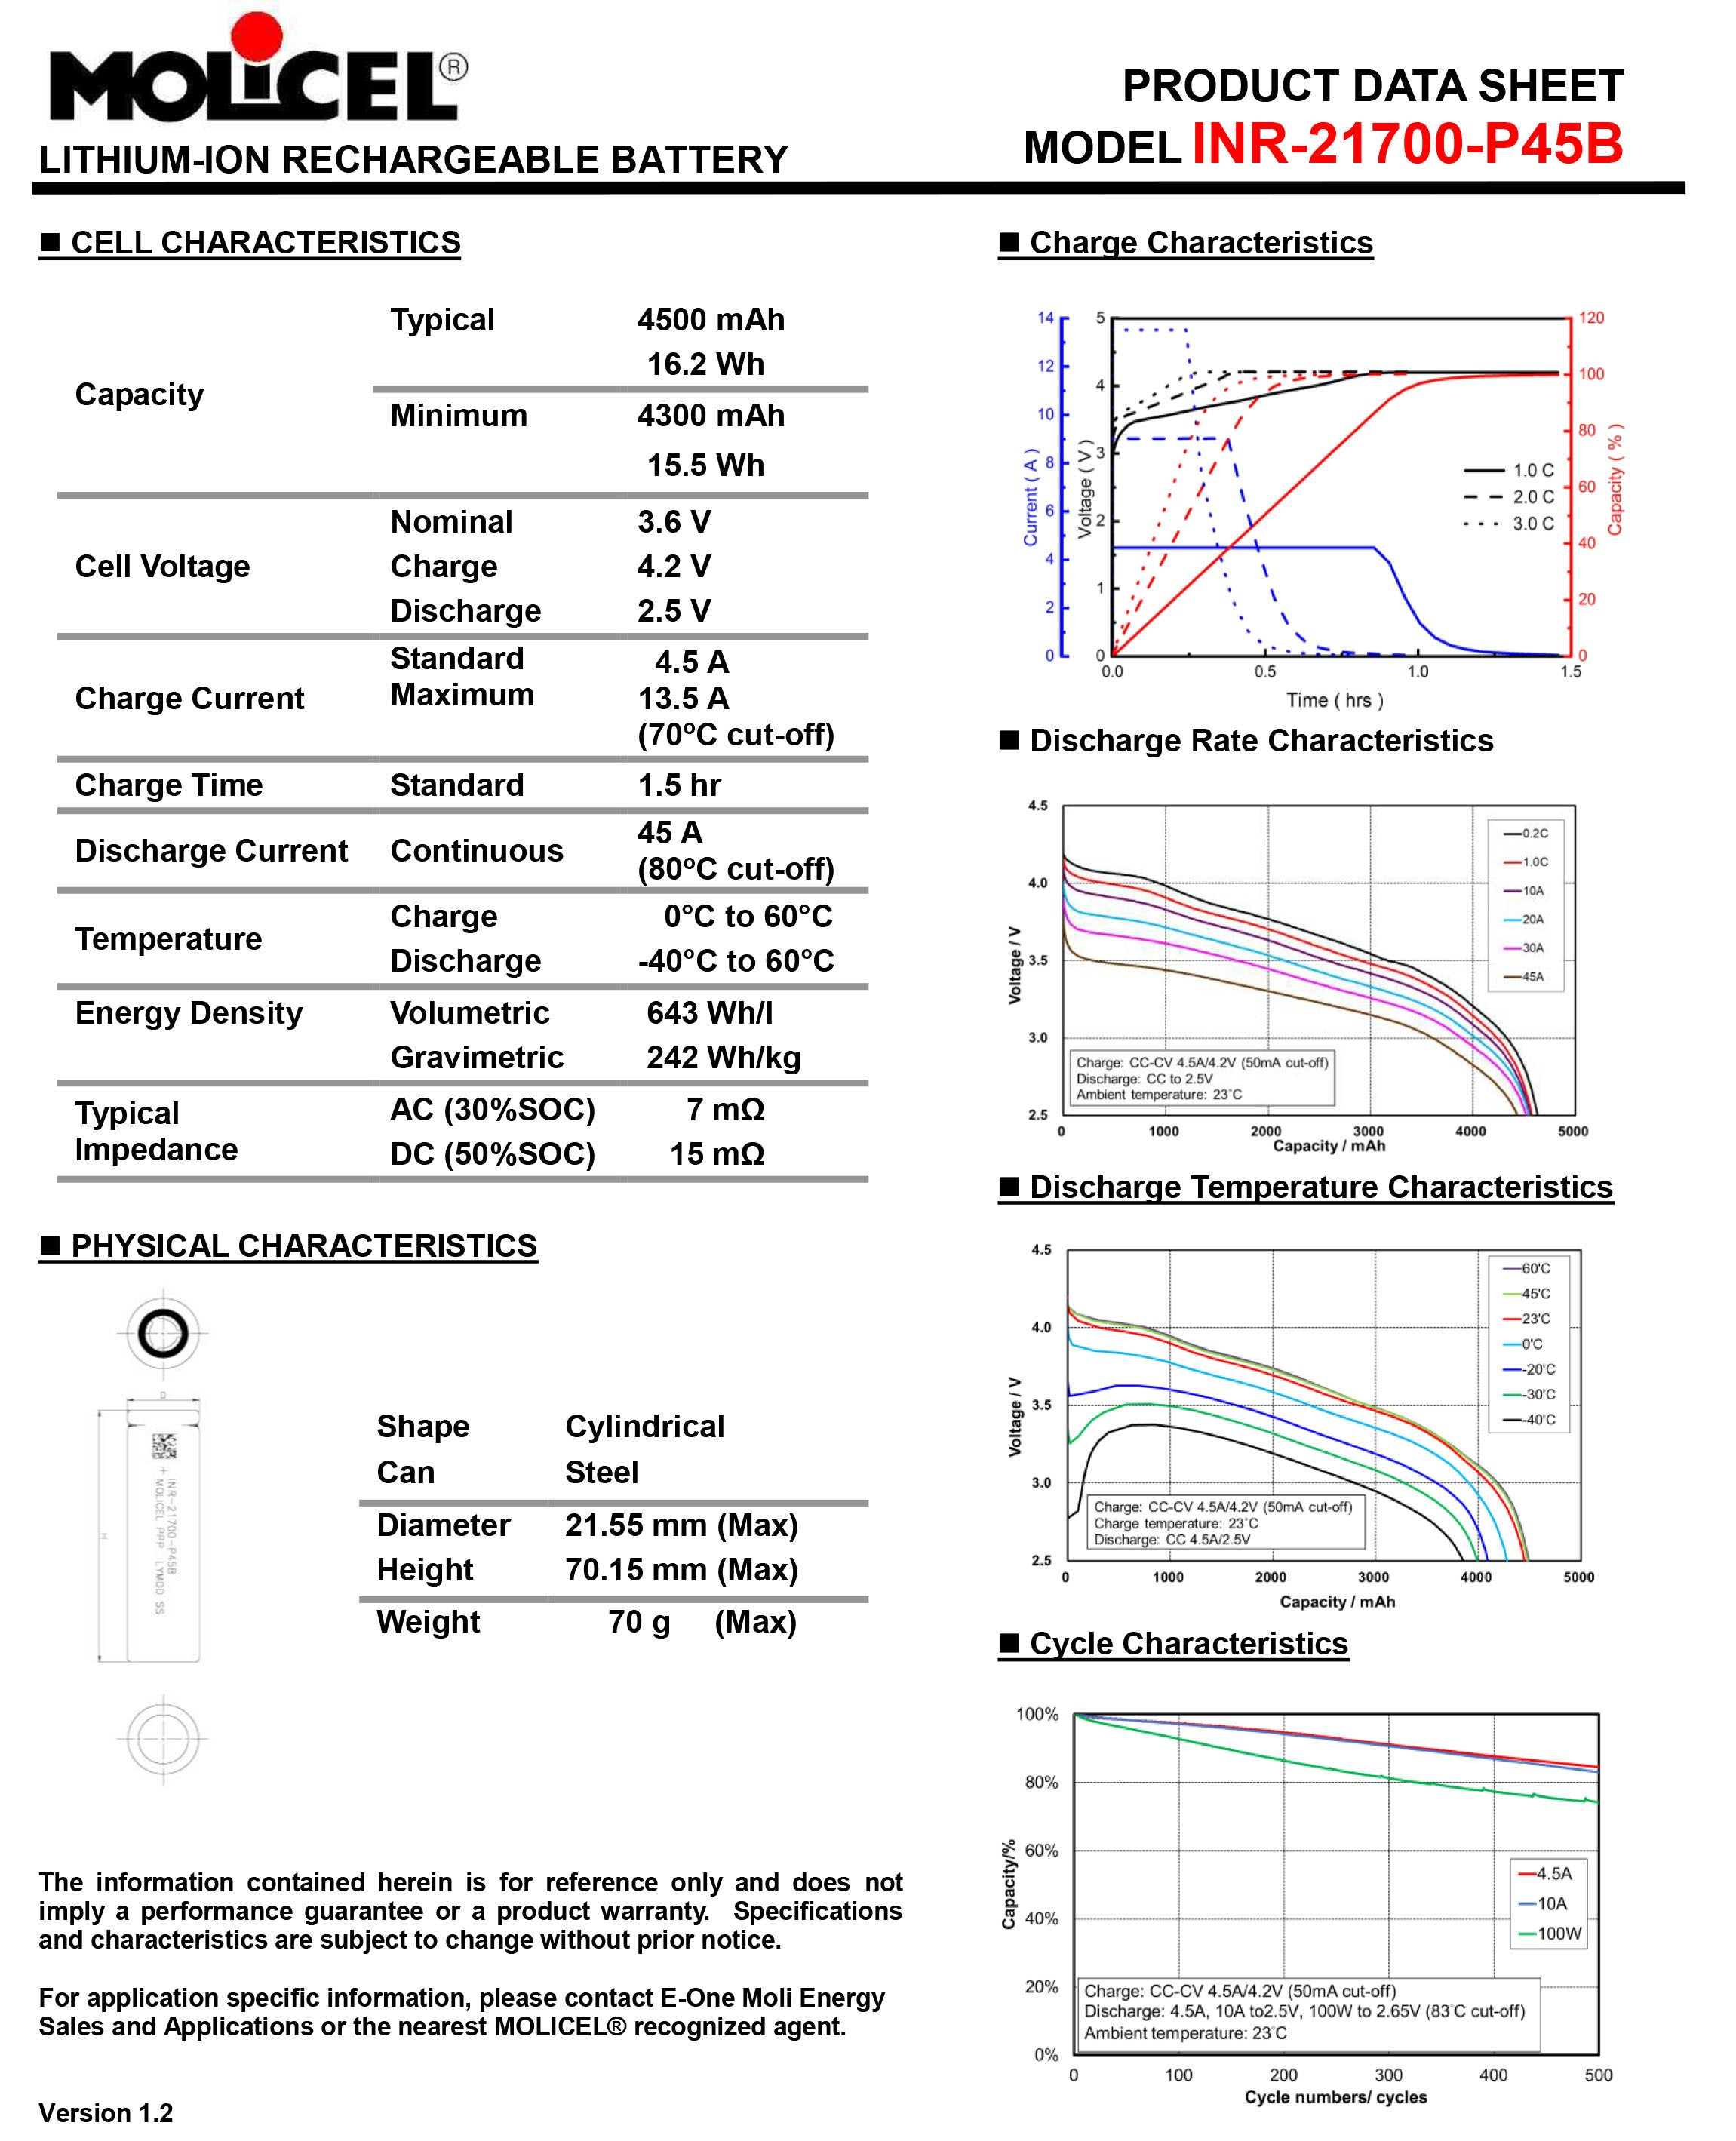 MOLiCEL®
LITHIUM-ION RECHARGEABLE BATTERY
PRODUCT DATA SHEET
MODEL INR-21700-P45B
■ CELL CHARACTERISTICS
Capacity
Typical 4500 mAh
16.2 Wh
Minimum 4300 mAh
15.5 Wh
Cell Voltage
Nominal 3.6 V
Charge 4.2 V
Discharge 2.5 V
Charge Current
Standard 4.5 A
Maximum 13.5 A
(70ºC cut-off)
Charge Time Standard 1.5 hr
Discharge Current Continuous 45 A
(80ºC cut-off)
Temperature
Charge 0°C to 60°C
Discharge -40°C to 60°C
Energy Density Volumetric 643 Wh/l
Gravimetric 242 Wh/kg
Typical
Impedance
AC (30%SOC) 7 mΩ
DC (50%SOC) 15 mΩ
■ PHYSICAL CHARACTERISTICS
D
H
INR-21700-P45B
MOLICEL PPP LYMDD SS
Shape Cylindrical
Can Steel
Diameter 21.55 mm (Max)
Height 70.15 mm (Max)
Weight 70 g (Max)
The information contained herein is for reference only and does not
imply a performance guarantee or a product warranty. Specifications
and characteristics are subject to change without prior notice.
For application specific information, please contact E-One Moli Energy
Sales and Applications or the nearest MOLICEL® recognized agent.
Version 1.2
■ Charge Characteristics
14 12 10 8 6 4 2 0
Current ( A )
5 4 3 2 1 0
Voltage ( V )
120 100 80 60 40 20 0
Capacity ( % )
1.0 C
2.0 C
3.0 C
0.0 0.5 1.0 1.5
Time ( hrs )
■ Discharge Rate Characteristics
4.5
4.0
3.5
3.0
2.5
Voltage / V
0.2C
1.0C
10A
20A
30A
45A
Charge: CC-CV 4.5A/4.2V (50mA cut-off)
Discharge: CC to 2.5V
Ambient temperature: 23°C
0 1000 2000 3000 4000 5000
Capacity / mAh
■ Discharge Temperature Characteristics
4.5
4.0
3.5
3.0
2.5
Voltage / V
60'C
45'C
23'C
0'C
-20'C
-30'C
-40'C
Charge: CC-CV 4.5A/4.2V (50mA cut-off)
Charge temperature: 23°C
Discharge: CC 4.5A/2.5V
0 1000 2000 3000 4000 5000
Capacity / mAh
■ Cycle Characteristics
100%
80%
60%
40%
20%
0%
Capacity/%
4.5A
10A
100W
Charge: CC-CV 4.5A/4.2V (50mA cut-off)
Discharge: 4.5A, 10A to2.5V, 100W to 2.65V (83°C cut-off)
Ambient temperature: 23°C
0 100 200 300 400 500
Cycle numbers/ cycles